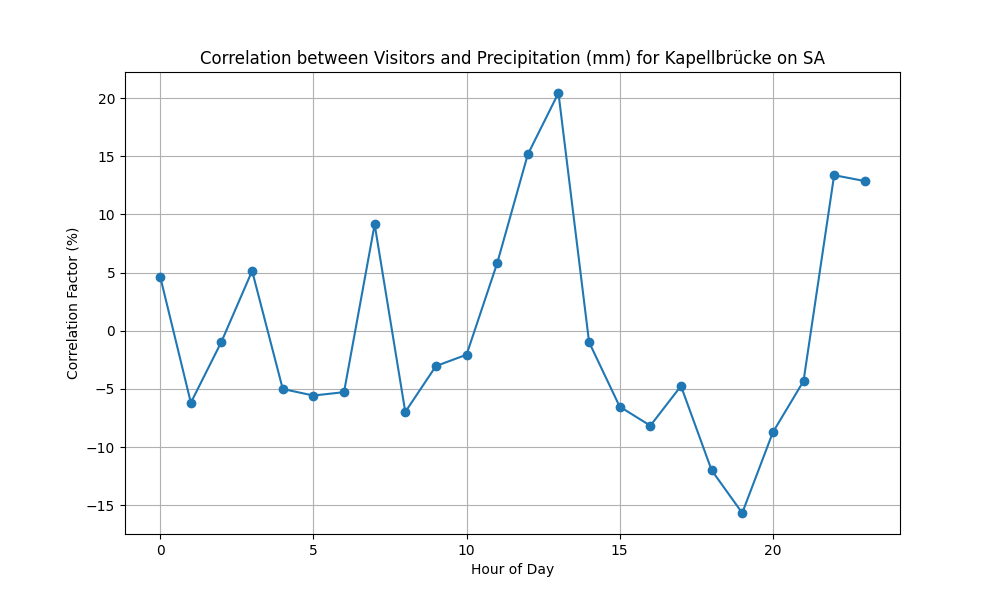 Correlation between Visitors and Precipitation (mm) for Kapellbrücke on SA
Correlation Factor (%)
20
15
10
5
0
−5
−10
−15
0 5 10 15 20
Hour of Day